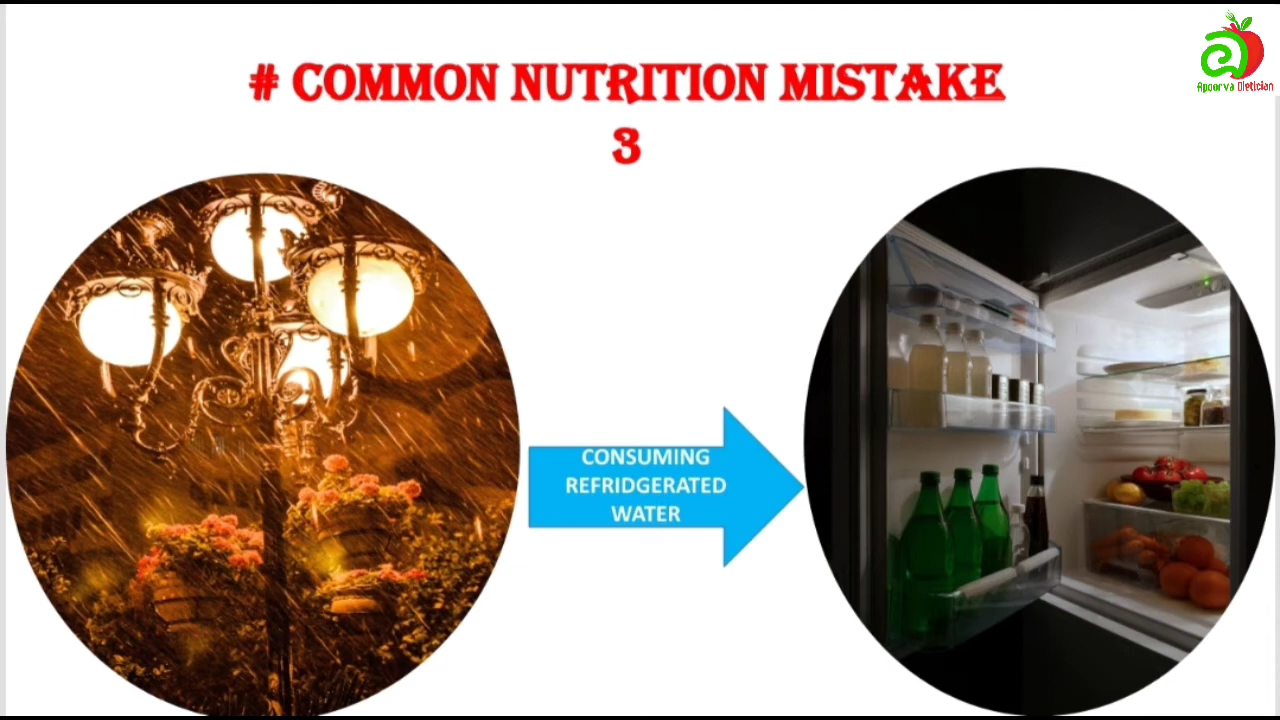 Apoorva Dietician
# COMMON NUTRITION MISTAKE
3
CONSUMING
REFRIDGERATED
WATER